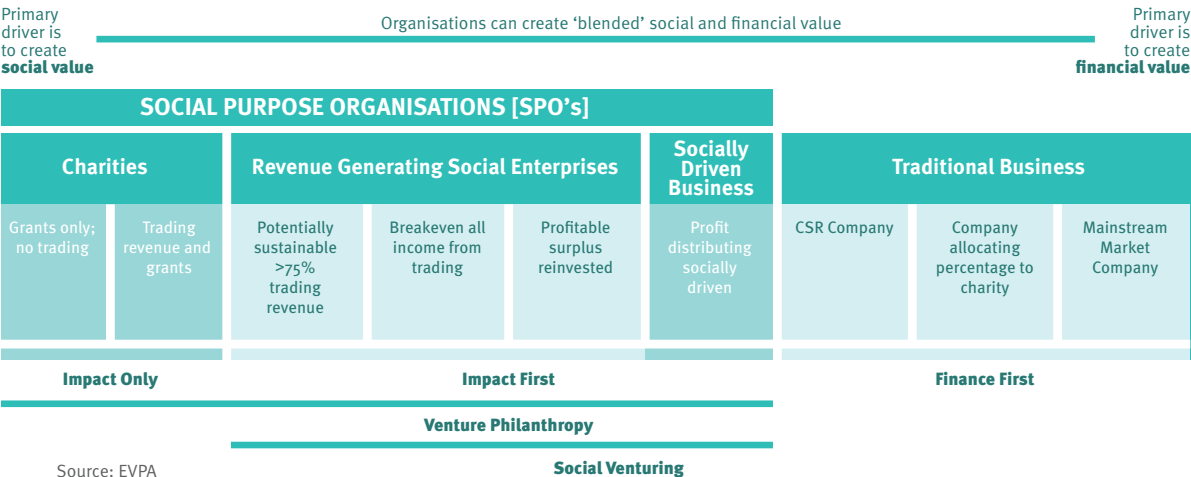 Primary
driver is
to create
social value
Organisations can create ‘blended’ social and financial value
Primary
driver is
to create
financial value
SOCIAL PURPOSE ORGANISATIONS [SPO's]
Charities
Revenue Generating Social Enterprises
Socially
Driven
Business
Traditional Business
Grants only;
no trading
Trading
revenue and
grants
Potentially
sustainable
>75%
trading
revenue
Breakeven all
income from
trading
Profitable
surplus
reinvested
Profit
distributing
socially
driven
CSR Company
Company
allocating
percentage to
charity
Mainstream
Market
Company
Impact Only
Impact First
Finance First
Venture Philanthropy
Social Venturing
Source: EVPA